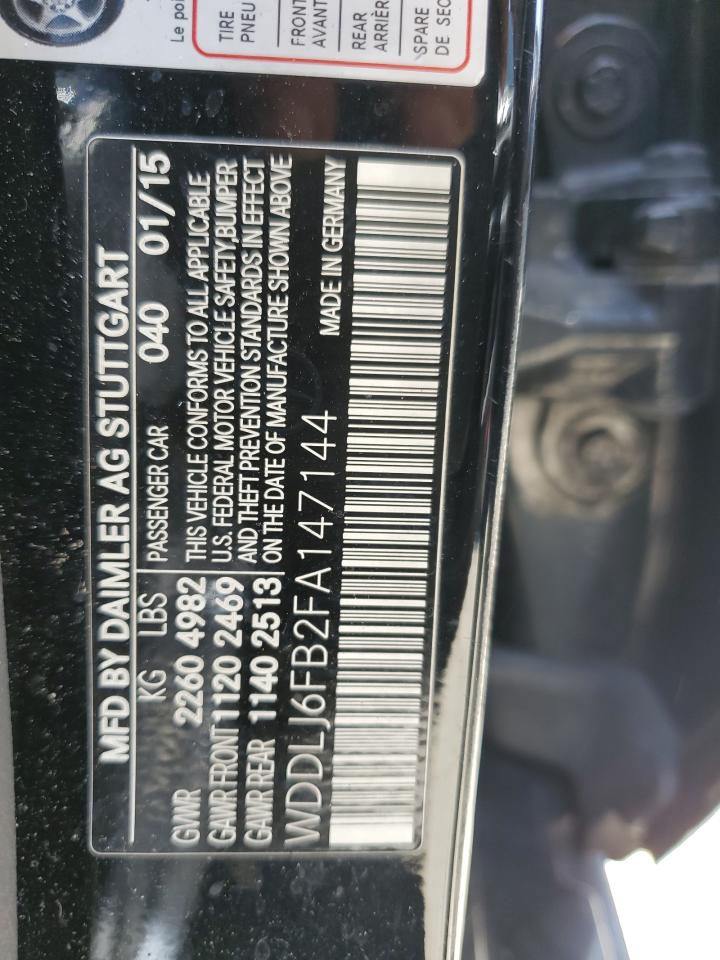 Le poi
TIRE
PNEU
FRONT
AVANT
REAR
ARRIÈR
SPARE
DE SEC
MFD BY DAIMLER AG STUTTGART
KG LBS PASSENGER CAR 040 01/15
GVWR 2260 4982
GAWR FRONT 1120 2469
GAWR REAR 1140 2513
THIS VEHICLE CONFORMS TO ALL APPLICABLE
U.S. FEDERAL MOTOR VEHICLE SAFETY, BUMPER
AND THEFT PREVENTION STANDARDS IN EFFECT
ON THE DATE OF MANUFACTURE SHOWN ABOVE
WDDLJ6FB2FA147144
MADE IN GERMANY